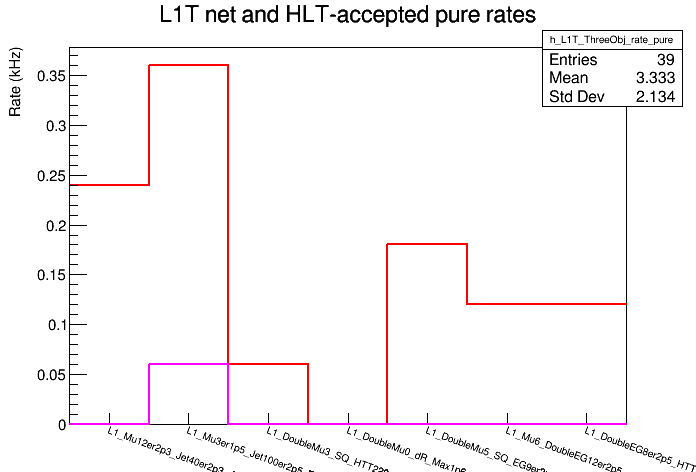 L1T net and HLT-accepted pure rates
h_L1T_ThreeObj_rate_pure
Entries 39
Mean 3.333
Std Dev 2.134
Rate (kHz)
0.35
0.3
0.25
0.2
0.15
0.1
0.05
0
L1_Mu12er2p3_Jet40er2p3_
L1_Mu3er1p5_Jet100er2p5_
L1_DoubleMu3_SQ_HTT220
L1_DoubleMu0_dR_Max1p6
L1_DoubleMu5_SQ_EG9er2
L1_Mu6_DoubleEG12er2p5
L1_DoubleEG8er2p5_HTT